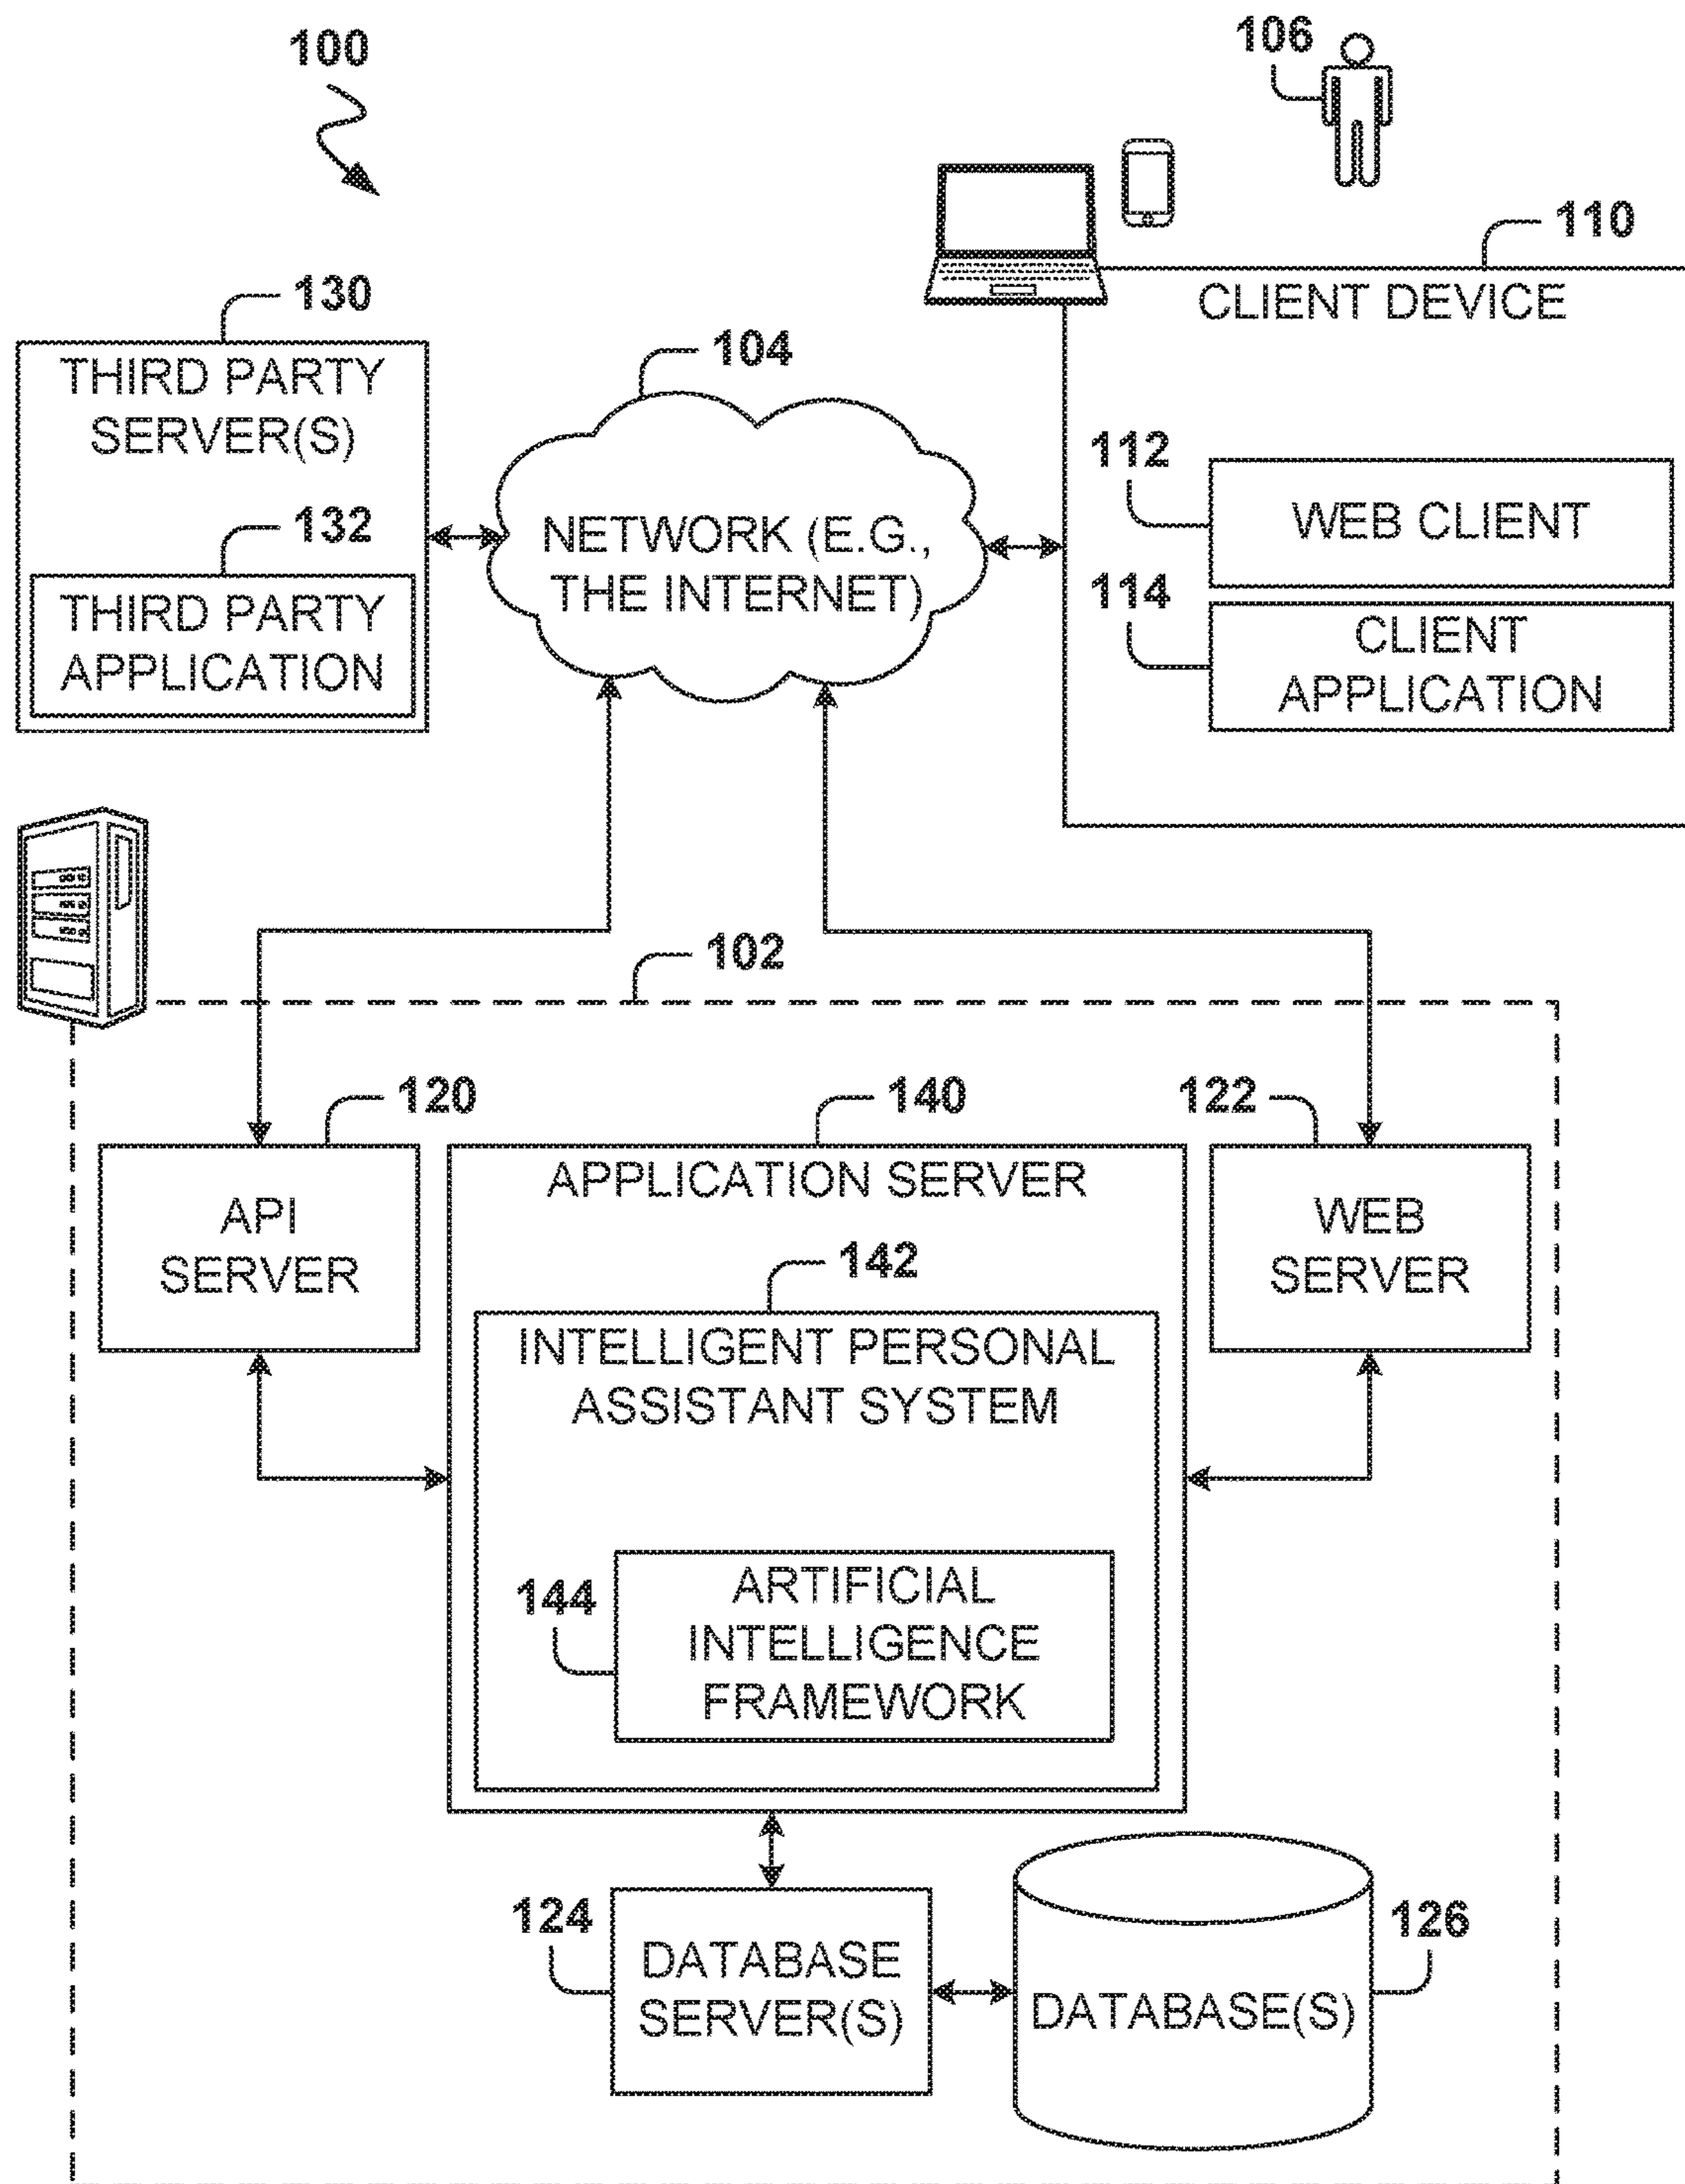 100
106
110
CLIENT DEVICE
130
THIRD PARTY
SERVER(S)
132
THIRD PARTY
APPLICATION
104
NETWORK (E.G.,
THE INTERNET)
112
WEB CLIENT
114
CLIENT
APPLICATION
102
120
API
SERVER
140
APPLICATION SERVER
122
WEB
SERVER
142
INTELLIGENT PERSONAL
ASSISTANT SYSTEM
144
ARTIFICIAL
INTELLIGENCE
FRAMEWORK
124
DATABASE
SERVER(S)
126
DATABASE(S)